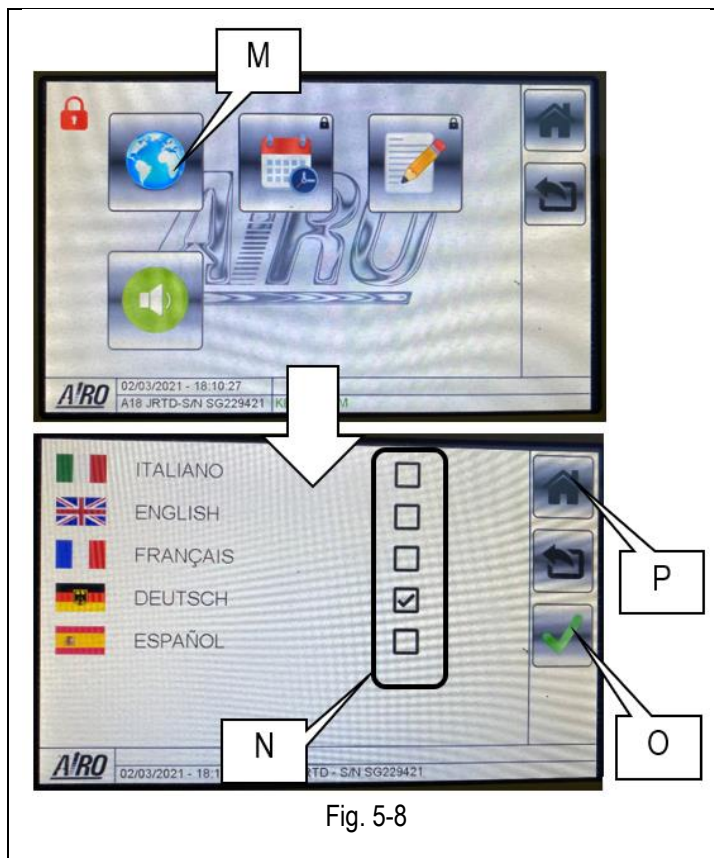 M
AIRO
A!RO
02/03/2021 - 18:10:27
A18 JRTD-S/N SG229421
M
ITALIANO
ENGLISH
FRANÇAIS
DEUTSCH
ESPAÑOL
P
N
O
A!RO
02/03/2021 - 18:1
RTD - S/N SG229421
Fig. 5-8